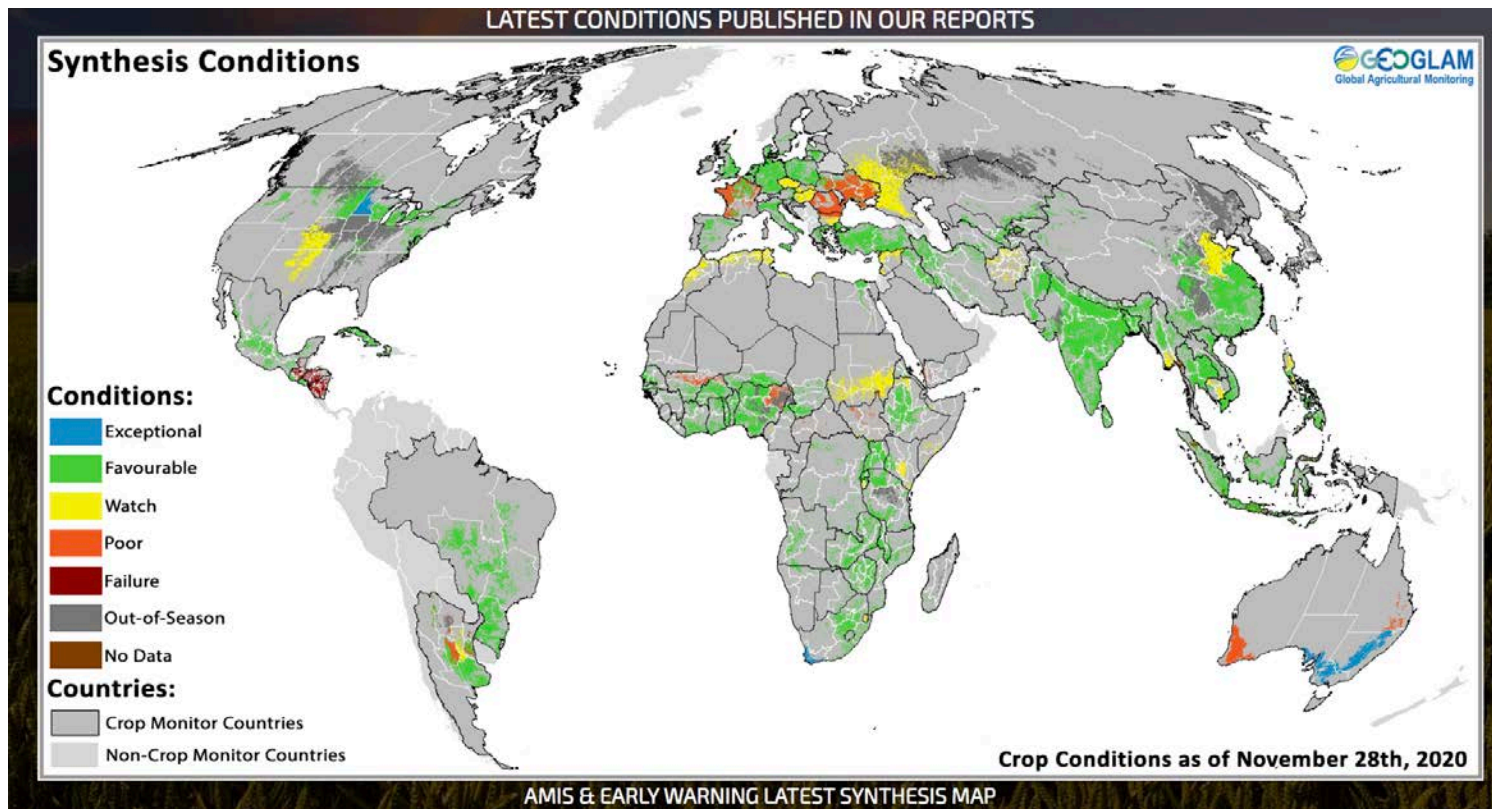 LATEST CONDITIONS PUBLISHED IN OUR REPORTS
Synthesis Conditions
GEOGLAM
Global Agricultural Monitoring
Conditions:
Exceptional
Favourable
Watch
Poor
Failure
Out-of-Season
No Data
Countries:
Crop Monitor Countries
Non-Crop Monitor Countries
Crop Conditions as of November 28th, 2020
AMIS & EARLY WARNING LATEST SYNTHESIS MAP